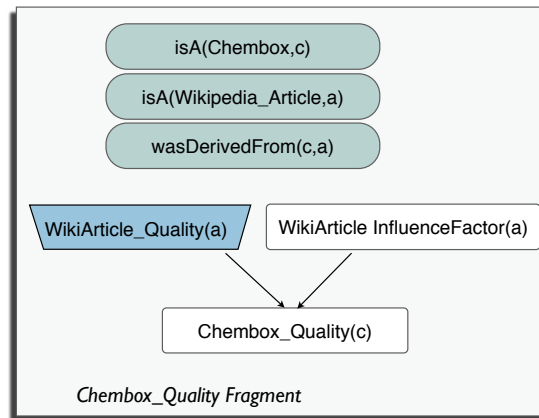 isA(Chembox,c)
isA(Wikipedia_Article,a)
wasDerivedFrom(c,a)
WikiArticle_Quality(a)
WikiArticle InfluenceFactor(a)
Chembox_Quality(c)
Chembox_Quality Fragment